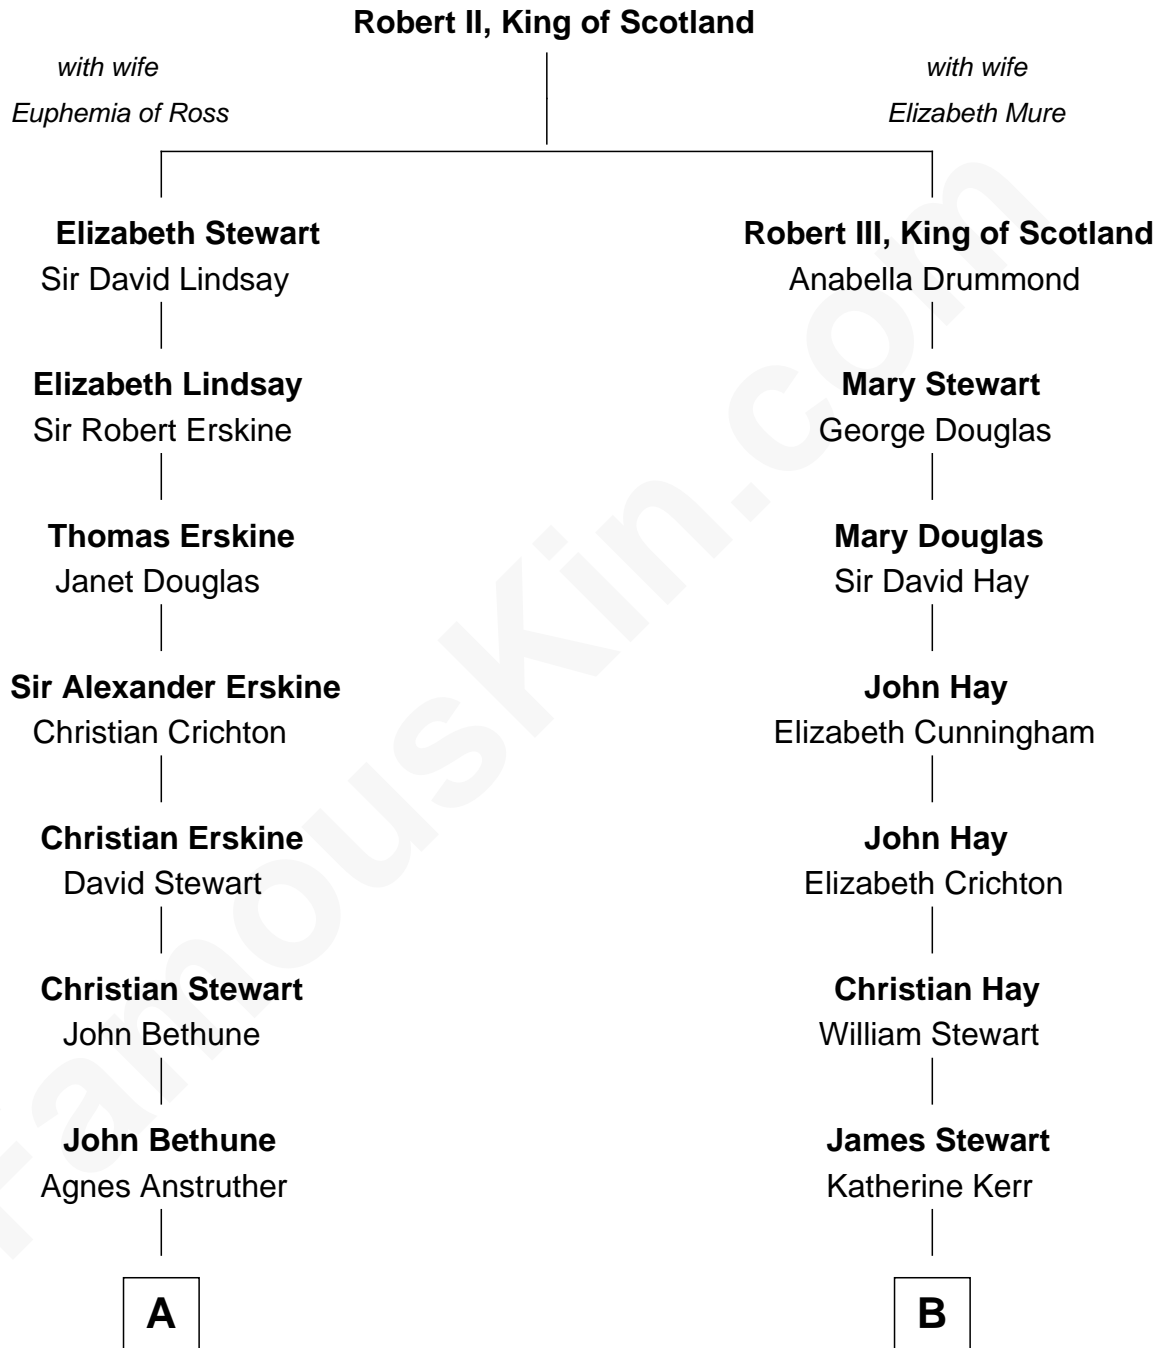 Robert II, King of Scotland
with wife
Euphemia of Ross
with wife
Elizabeth Mure
Elizabeth Stewart
Sir David Lindsay
Robert III, King of Scotland
Anabella Drummond
Elizabeth Lindsay
Sir Robert Erskine
Mary Stewart
George Douglas
Thomas Erskine
Janet Douglas
Mary Douglas
Sir David Hay
Sir Alexander Erskine
Christian Crichton
John Hay
Elizabeth Cunningham
Christian Erskine
David Stewart
John Hay
Elizabeth Crichton
Christian Stewart
John Bethune
Christian Hay
William Stewart
John Bethune
Agnes Anstruther
James Stewart
Katherine Kerr
A
B
FamousKin.com